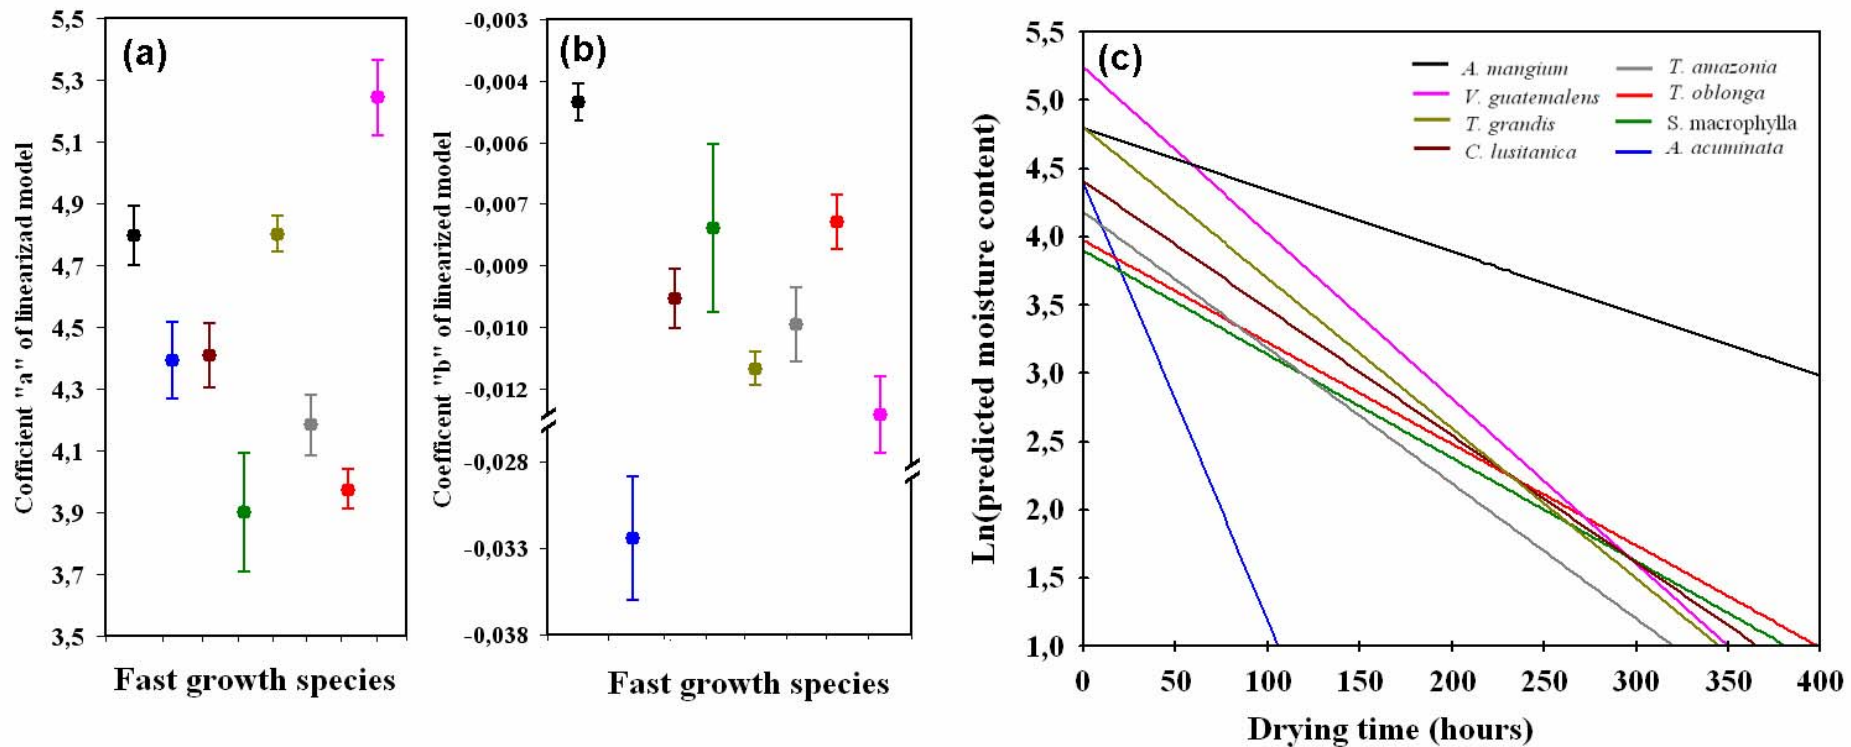 (a)
Cofficient "a" of linearizad model
5,5
5,3
5,1
4,9
4,7
4,5
4,3
4,1
3,9
3,7
3,5
Fast growth species
(b)
Coefficent "b" of linearized model
-0,003
-0,004
-0,006
-0,007
-0,009
-0,010
-0,012
-0,028
-0,033
-0,038
Fast growth species
(c)
Ln(predicted moisture content)
5,5
5,0
4,5
4,0
3,5
3,0
2,5
2,0
1,5
1,0
A. mangium
V. guatemalens
T. grandis
C. lusitanica
T. amazonia
T. oblonga
S. macrophylla
A. acuminata
0 50 100 150 200 250 300 350 400
Drying time (hours)